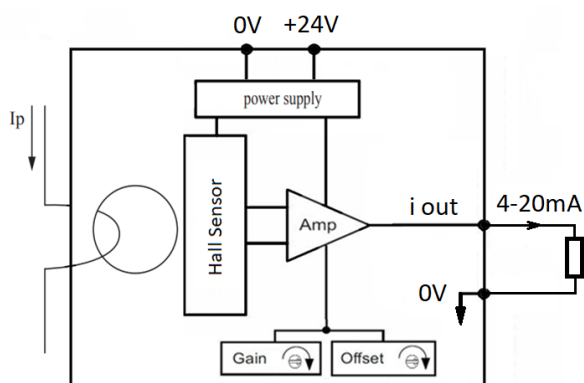 0V +24V
power supply
Ip
Hall Sensor
Amp
i out
4-20mA
0V
Gain
Offset